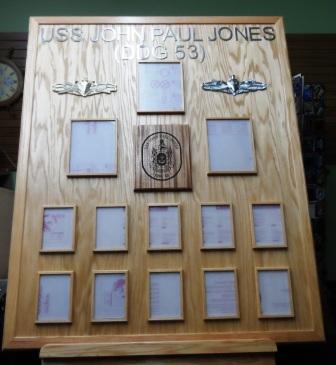 USS JOHN PAUL JONES
(DDG 53)